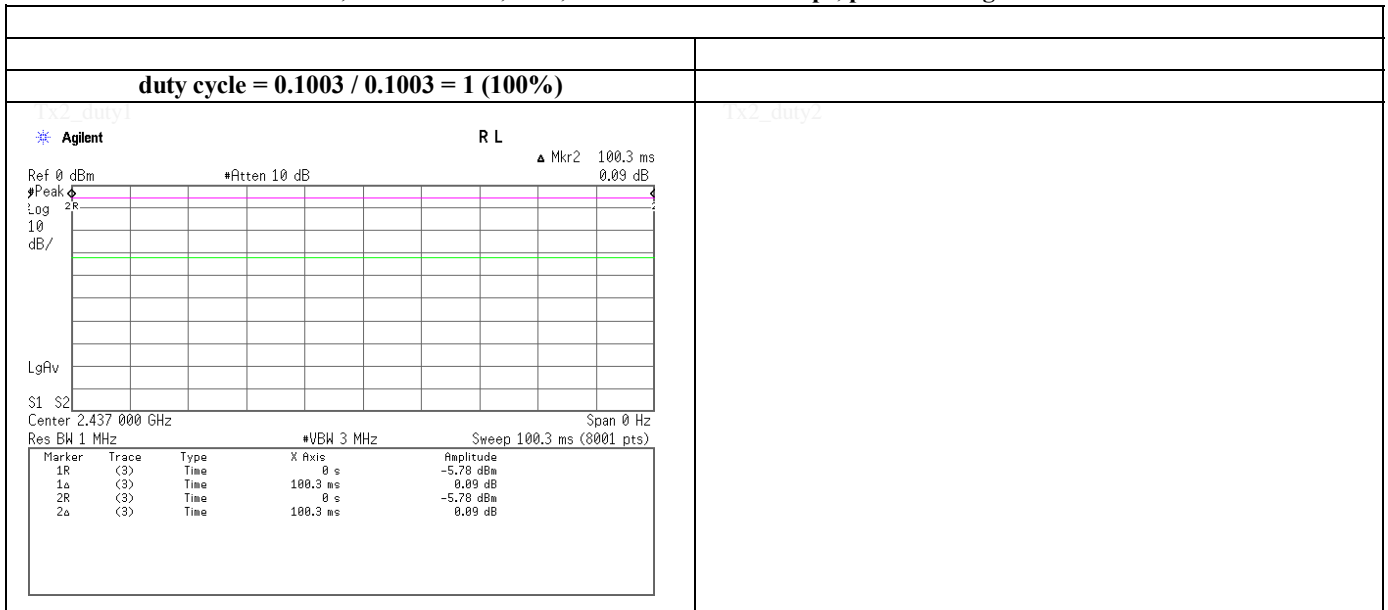 duty cycle = 0.1003 / 0.1003 = 1 (100%)
Tx2_duty1
Tx2_duty2
Agilent
R L
Δ Mkr2 100.3 ms
Ref 0 dBm #Atten 10 dB 0.09 dB
#Peak
Log
10
dB/
2R
2
LgAv
S1 S2
Center 2.437 000 GHz Span 0 Hz
Res BW 1 MHz #VBW 3 MHz Sweep 100.3 ms (8001 pts)
Marker Trace Type X Axis Amplitude
1R (3) Time 0 s -5.78 dBm
1Δ (3) Time 100.3 ms 0.09 dB
2R (3) Time 0 s -5.78 dBm
2Δ (3) Time 100.3 ms 0.09 dB